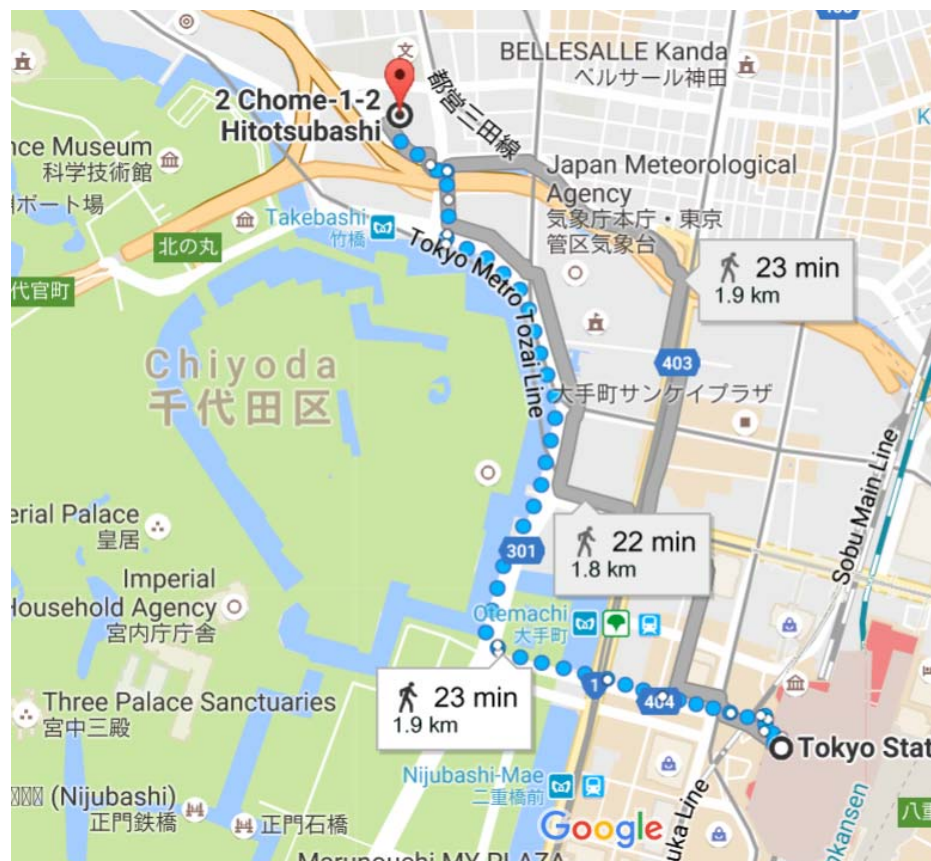 BELLESALLE Kanda
ベルサール神田
文
2 Chome-1-2
Hitotsubashi
都営三田線
nce Museum
科学技術館
ボート場
Japan Meteorological
Agency
気象庁本庁・東京
管区気象台
Takebashi
竹橋
北の丸
代官町
Tokyo Metro Tozai Line
23 min
1.9 km
403
Chiyoda
千代田区
大手町サンケイプラザ
Sobu Main Line
erial Palace
皇居
22 min
1.8 km
301
Imperial
Household Agency
宮内庁庁舎
Otemachi
大手町
23 min
1.9 km
1
404
Three Palace Sanctuaries
宮中三殿
Tokyo Stat
Nijubashi-Mae
二重橋前
(Nijubashi)
正門鉄橋
正門石橋
Google
uka Line
nkansen
八重
Marunouchi MY PLAZA